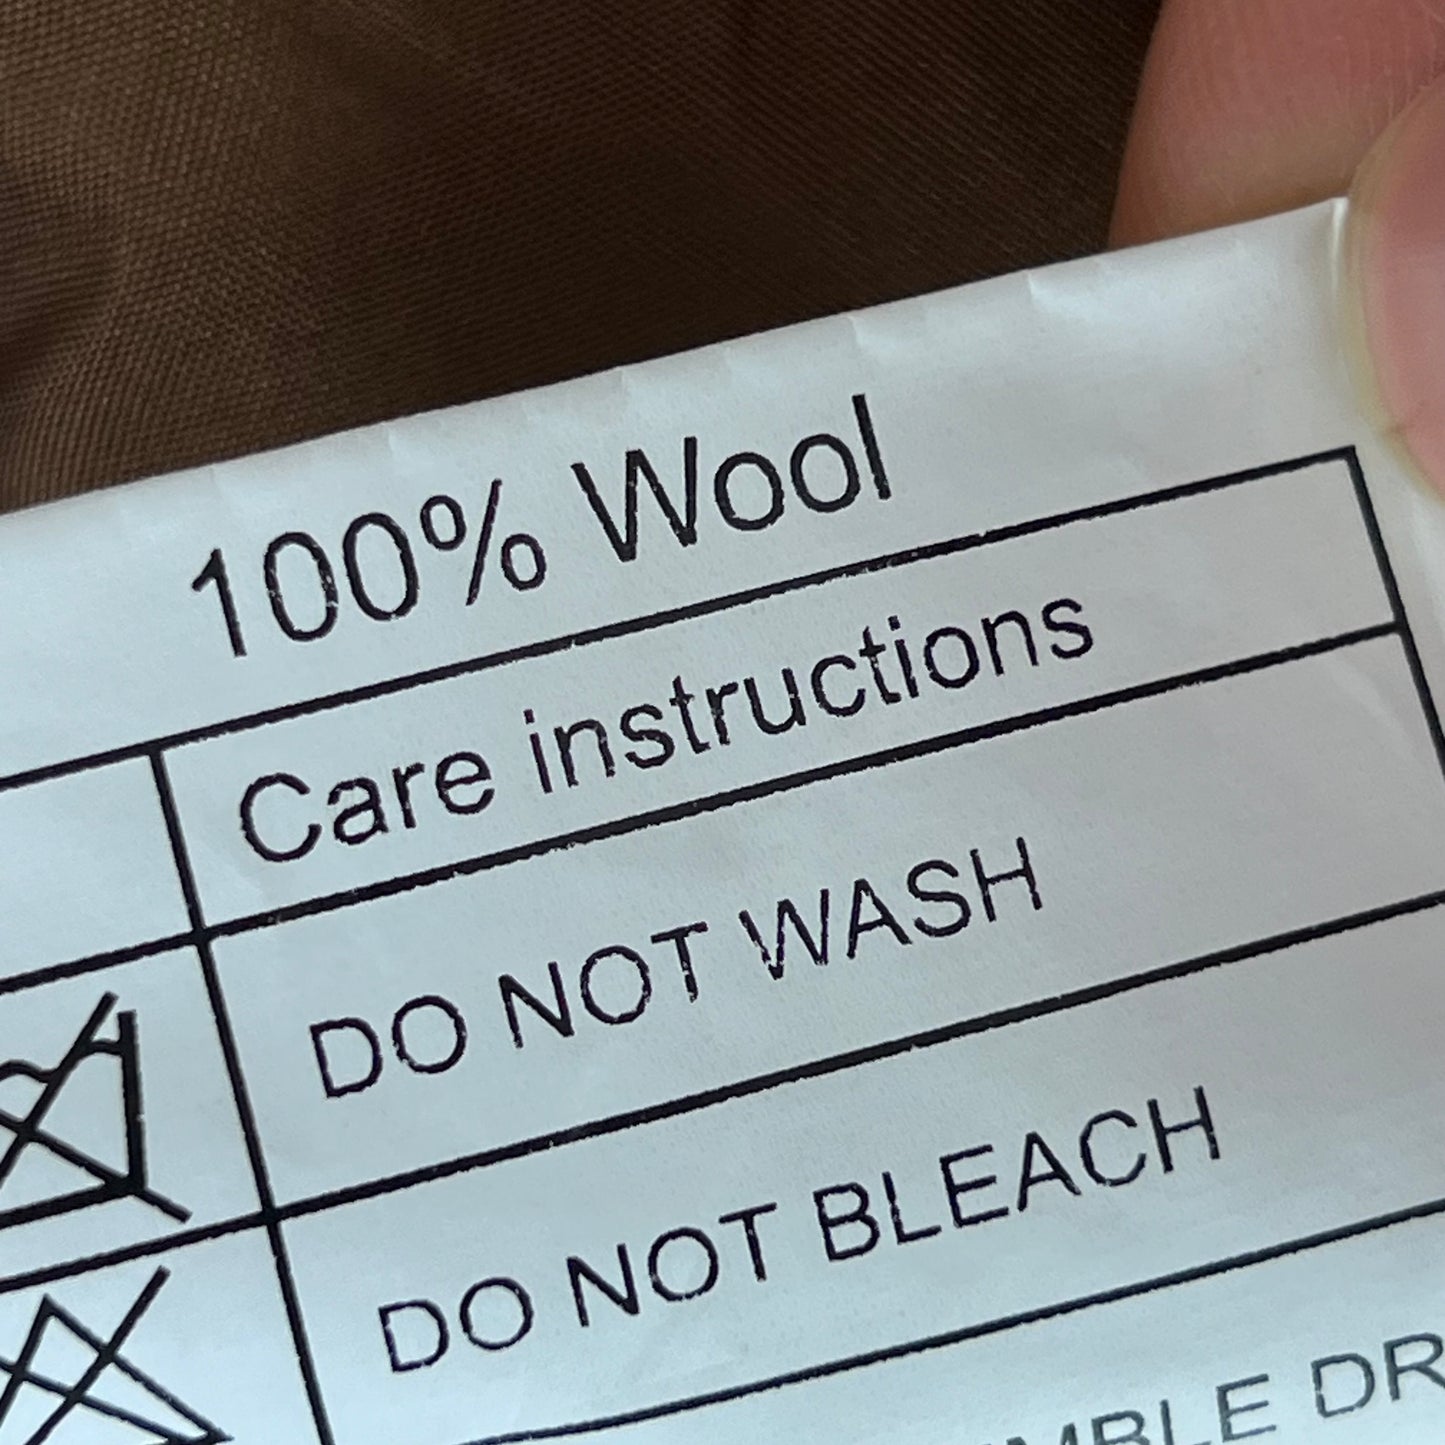 100% Wool
Care instructions
DO NOT WASH
DO NOT BLEACH